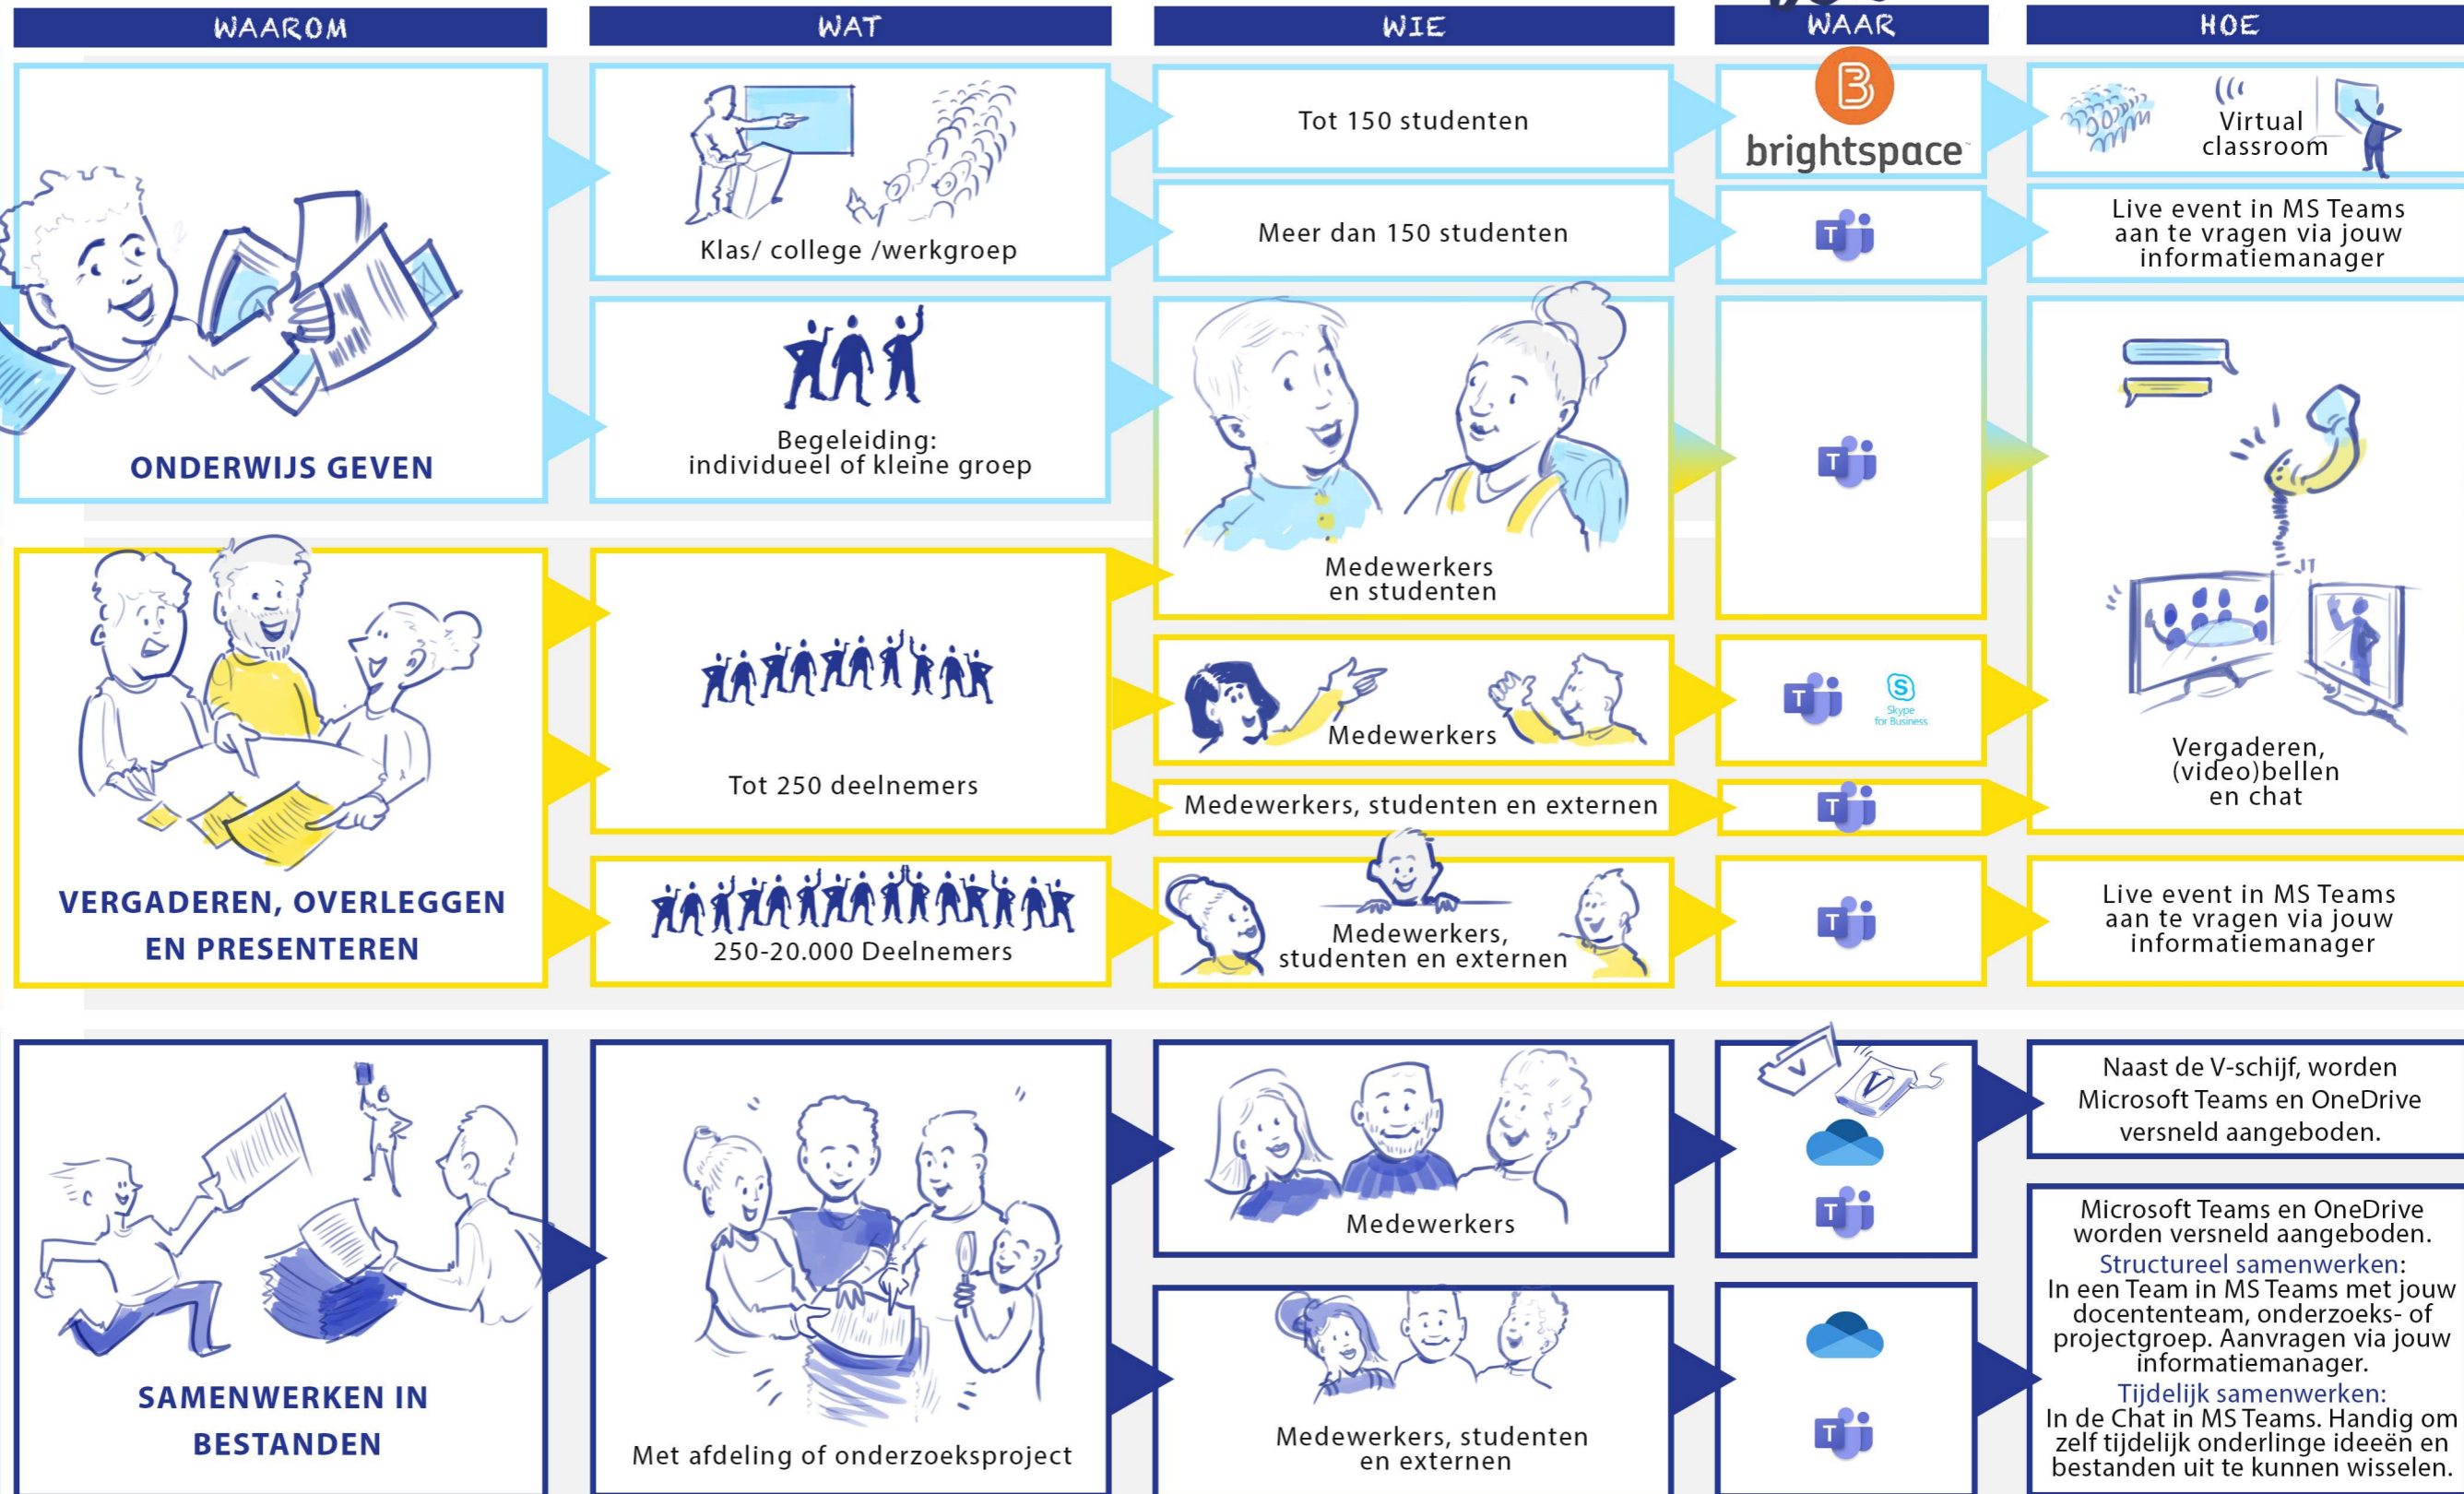 WAAROM
WAT
WIE
WAAR
HOE
ONDERWIJS GEVEN
Klas/ college /werkgroep
Tot 150 studenten
brightspace
Virtual
classroom
Meer dan 150 studenten
T
Live event in MS Teams
aan te vragen via jouw
informatiemanager
Begeleiding:
individueel of kleine groep
Medewerkers
en studenten
T
VERGADEREN, OVERLEGGEN
EN PRESENTEREN
Tot 250 deelnemers
Medewerkers
T
S
Skype
for Business
Medewerkers, studenten en externen
T
Vergaderen,
(video)bellen
en chat
250-20.000 Deelnemers
Medewerkers,
studenten en externen
T
Live event in MS Teams
aan te vragen via jouw
informatiemanager
SAMENWERKEN IN
BESTANDEN
Met afdeling of onderzoeksproject
Medewerkers
V
V
T
Naast de V-schijf, worden
Microsoft Teams en OneDrive
versneld aangeboden.
Medewerkers, studenten
en externen
T
Microsoft Teams en OneDrive
worden versneld aangeboden.
Structureel samenwerken:
In een Team in MS Teams met jouw
docententeam, onderzoeks- of
projectgroep. Aanvragen via jouw
informatiemanager.
Tijdelijk samenwerken:
In de Chat in MS Teams. Handig om
zelf tijdelijk onderlinge ideeën en
bestanden uit te kunnen wisselen.